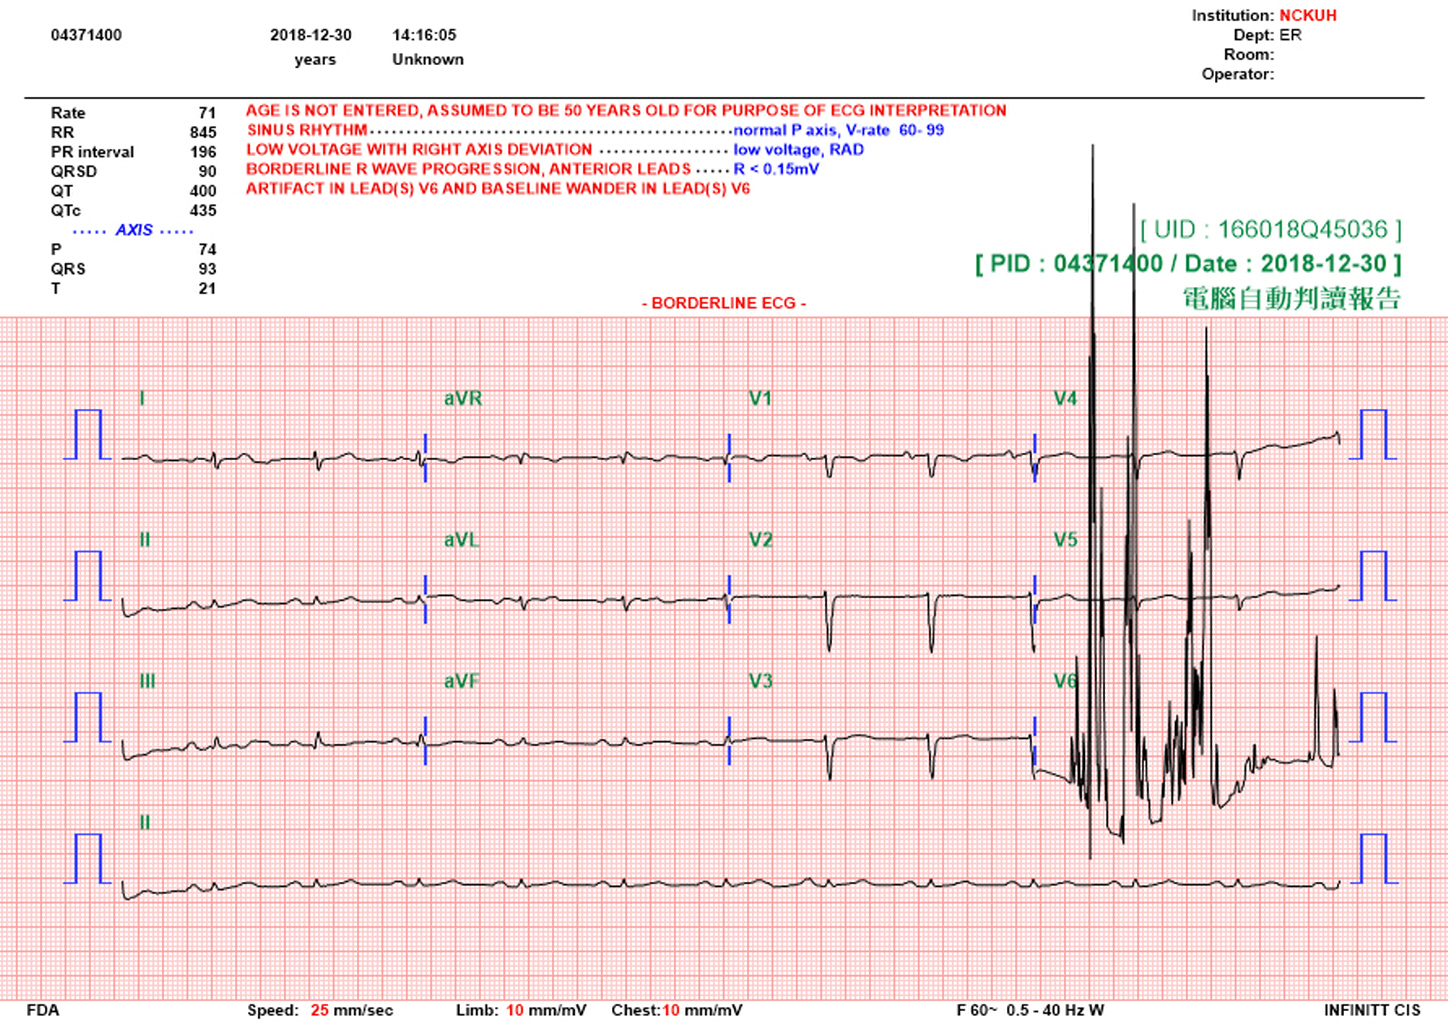 Institution: NCKUH
04371400 2018-12-30 14:16:05 Dept: ER
years Unknown Room:
Operator:
Rate 71 AGE IS NOT ENTERED, ASSUMED TO BE 50 YEARS OLD FOR PURPOSE OF ECG INTERPRETATION
RR 845 SINUS RHYTHM normal P axis, V-rate 60- 99
PR interval 196 LOW VOLTAGE WITH RIGHT AXIS DEVIATION low voltage, RAD
QRSD 90 BORDERLINE R WAVE PROGRESSION, ANTERIOR LEADS R < 0.15mV
QT 400 ARTIFACT IN LEAD(S) V6 AND BASELINE WANDER IN LEAD(S) V6
QTc 435
AXIS
[ UID : 166018Q45036 ]
P 74
[ PID : 04371400 / Date : 2018-12-30 ]
QRS 93
T 21
電腦自動判讀報告
- BORDERLINE ECG -
I aVR V1 V4
II aVL V2 V5
III aVF V3 V6
II
FDA Speed: 25 mm/sec Limb: 10 mm/mV Chest:10 mm/mV F 60~ 0.5 - 40 Hz W INFINITT CIS